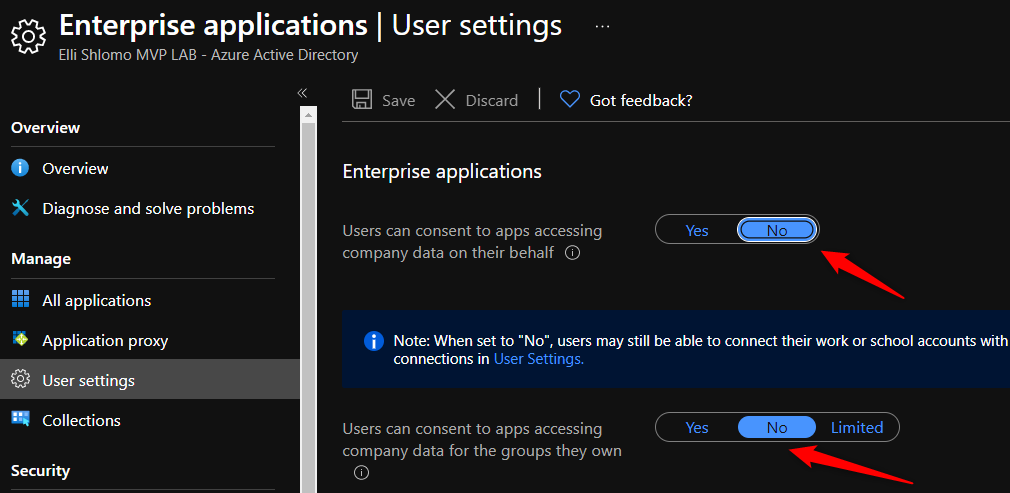 Enterprise applications | User settings ...
Elli Shlomo MVP LAB - Azure Active Directory
Overview
Overview
Diagnose and solve problems
Manage
All applications
Application proxy
User settings
Collections
Security
Save Discard | Got feedback?
Enterprise applications
Users can consent to apps accessing
company data on their behalf
Yes No
Note: When set to "No", users may still be able to connect their work or school accounts with
connections in User Settings.
Users can consent to apps accessing
company data for the groups they own
Yes No Limited